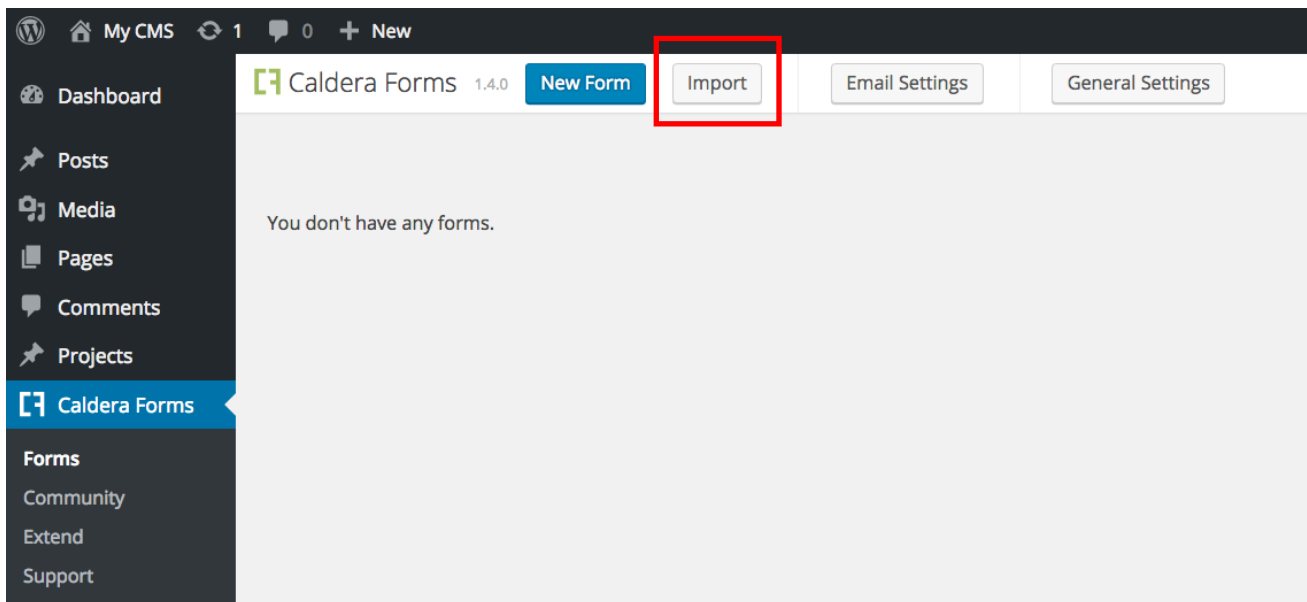 My CMS 1 0 New
Caldera Forms 1.4.0 New Form Import Email Settings General Settings
Dashboard
Posts
Media
Pages
Comments
Projects
Caldera Forms
Forms
Community
Extend
Support
You don't have any forms.